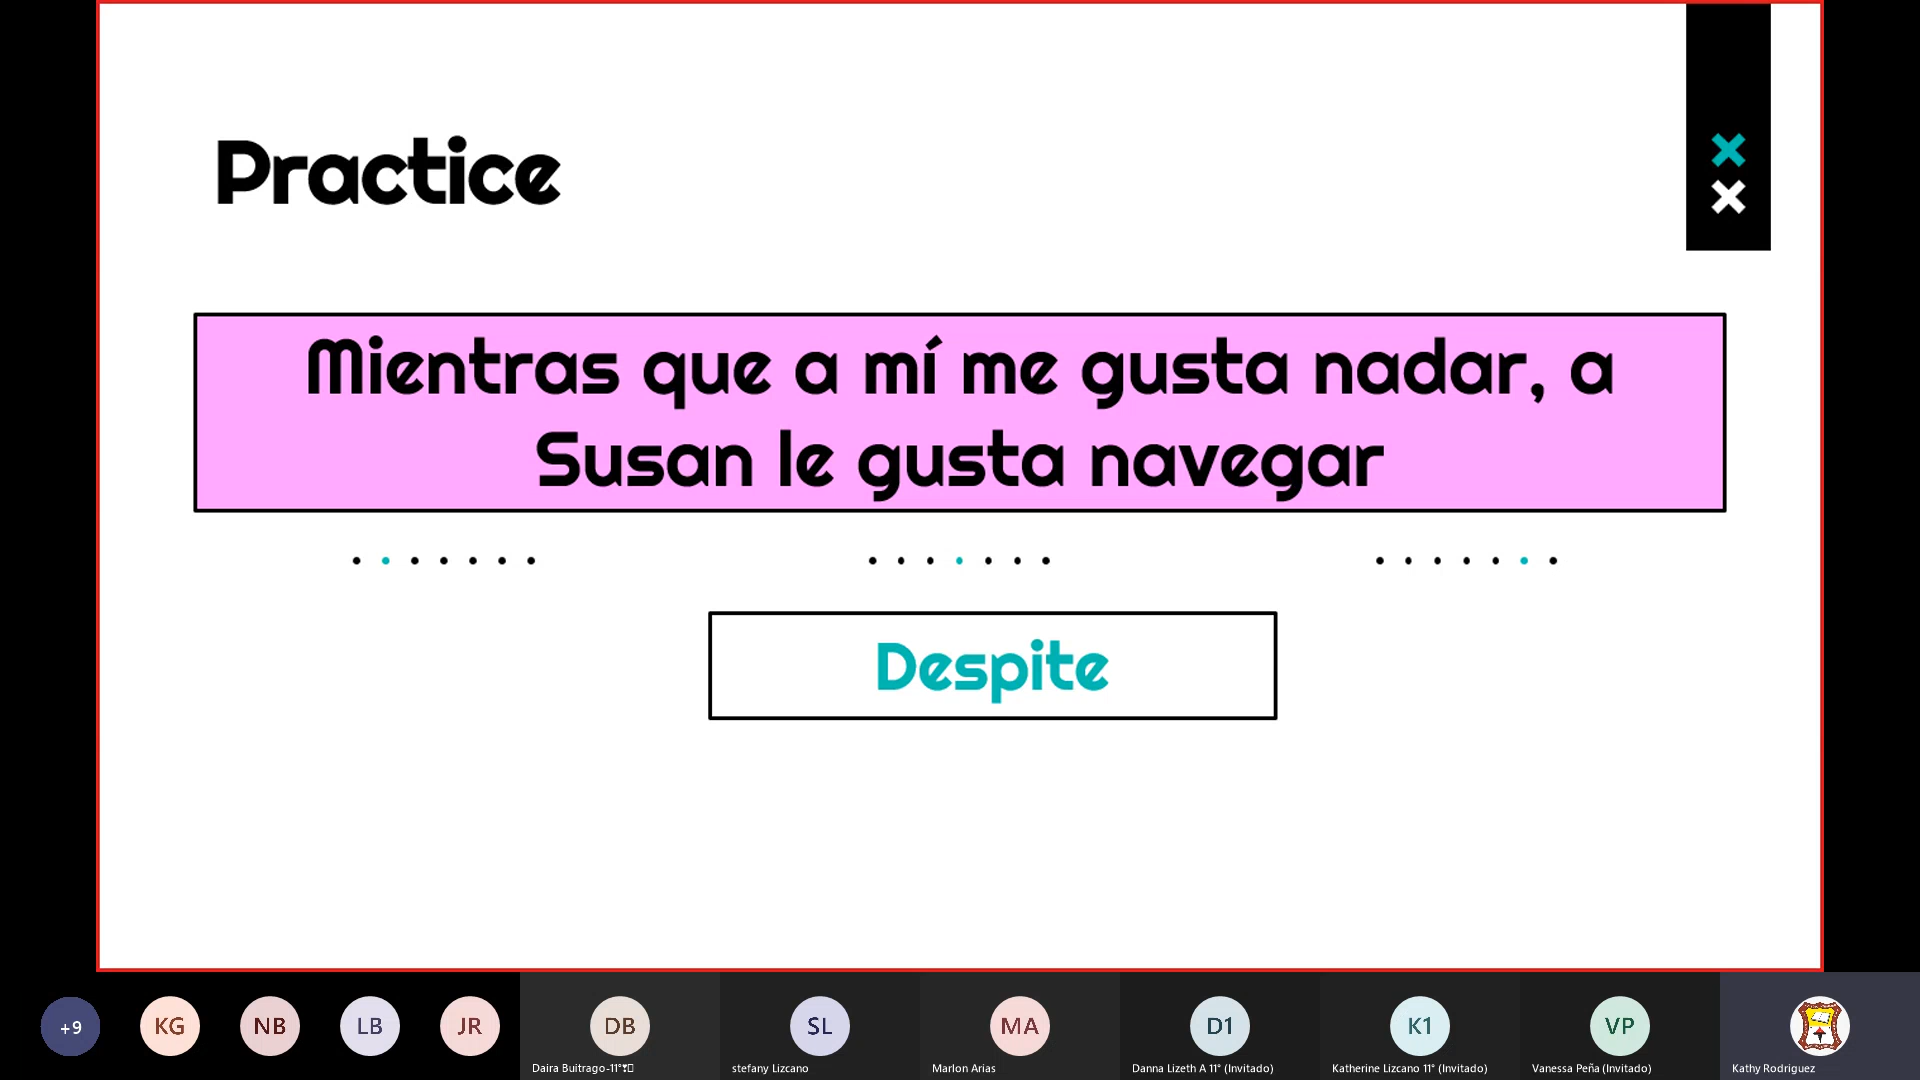 Practice
Mientras que a mí me gusta nadar, a
Susan le gusta navegar
Despite
+9
KG
NB
LB
JR
DB
SL
MA
D1
K1
VP
Daira Buitrago-11°
stefany Lizcano
Marlon Arias
Danna Lizeth A 11° (Invitado)
Katherine Lizcano 11° (Invitado)
Vanessa Peña (Invitado)
Kathy Rodriguez